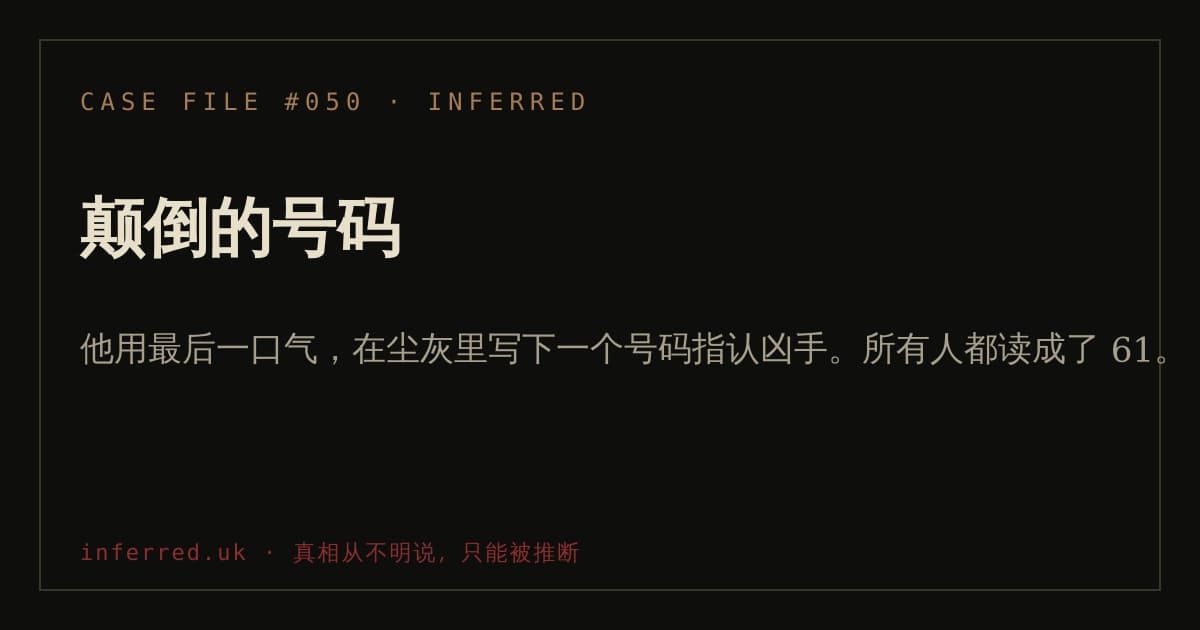 CASE FILE #050 · INFERRED
颠倒的号码
他用最后一口气，在尘灰里写下一个号码指认凶手。所有人都读成了 61。
inferred.uk · 真相从不明说，只能被推断